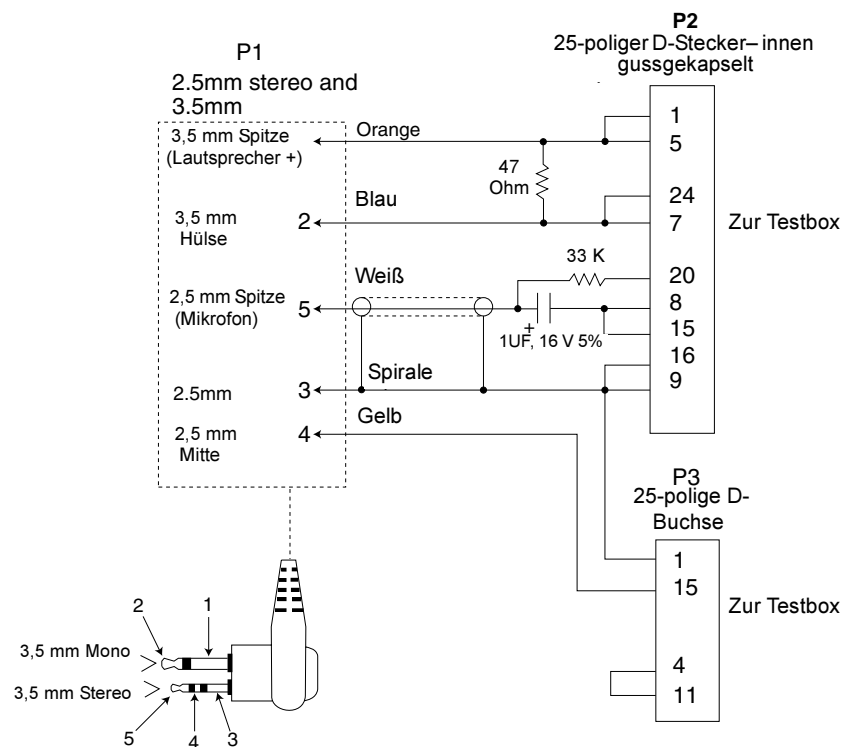 P2
25-poliger D-Stecker– innen
gussgekapselt
P1
2.5mm stereo and
3.5mm
3,5 mm Spitze
(Lautsprecher +)
Orange
1
5
47
Ohm
24
3,5 mm
Hülse
2
Blau
7
Zur Testbox
33 K
20
2,5 mm Spitze
(Mikrofon)
5
Weiß
8
+
1UF, 16 V 5%
15
16
2.5mm
3
Spirale
9
2,5 mm
Mitte
4
Gelb
P3
25-polige D-
Buchse
1
15
Zur Testbox
4
11
2
1
3,5 mm Mono
3,5 mm Stereo
5
4
3